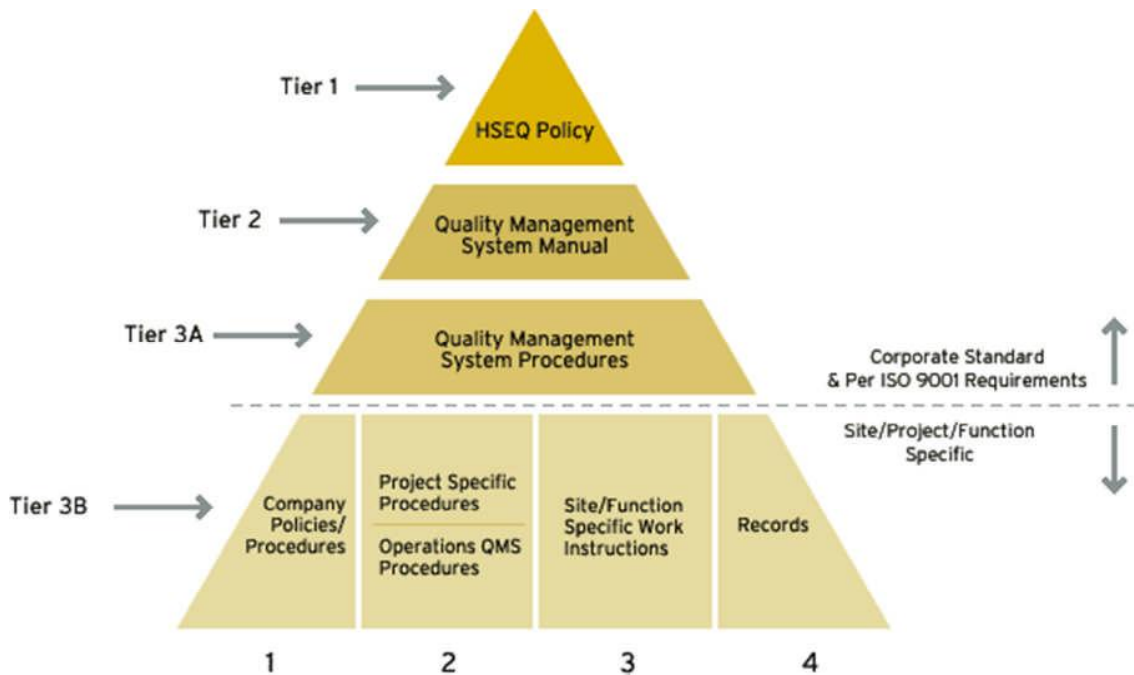 Tier 1
HSEQ Policy
Tier 2
Quality Management
System Manual
Tier 3A
Quality Management
System Procedures
Corporate Standard
& Per ISO 9001 Requirements
Site/Project/Function
Specific
Tier 3B
Company
Policies/
Procedures
Project Specific
Procedures
Operations QMS
Procedures
Site/Function
Specific Work
Instructions
Records
1
2
3
4